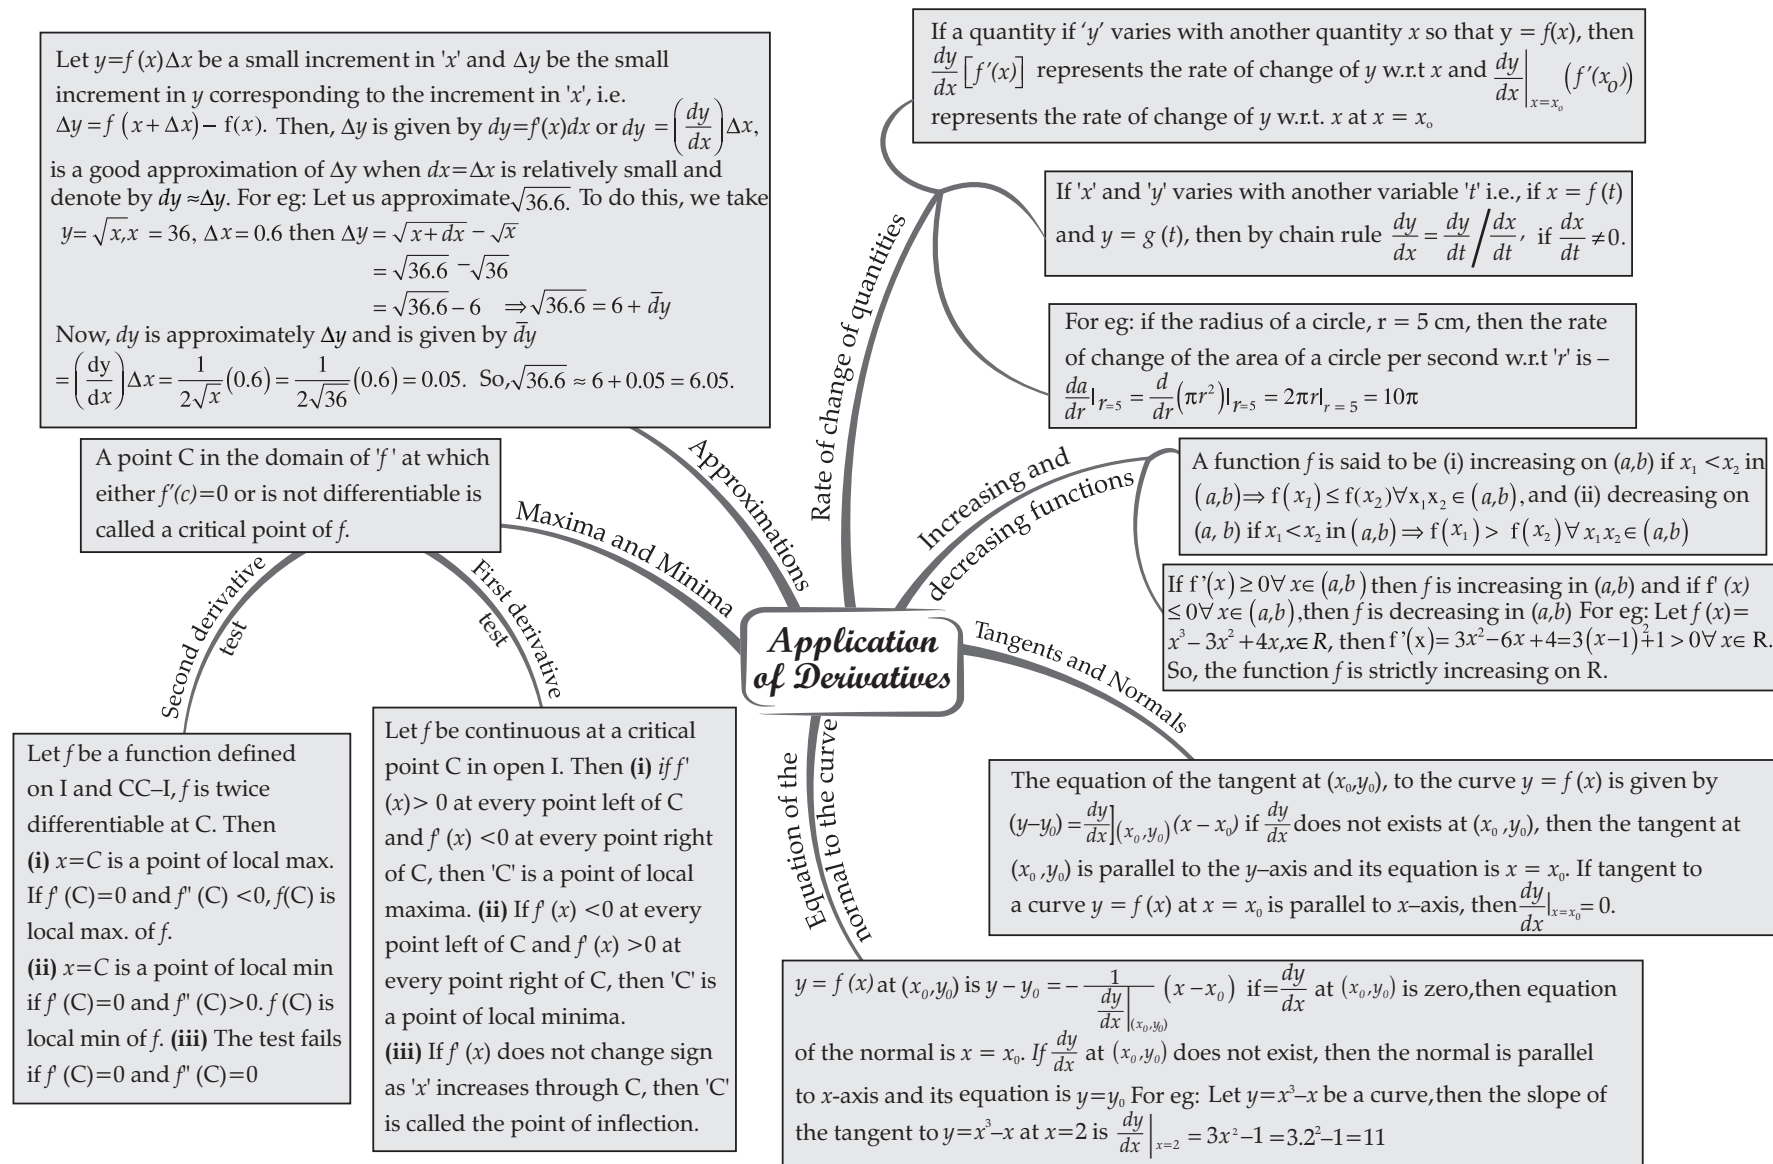 Application
of Derivatives
Rate of change of quantities
If a quantity if ‘y’ varies with another quantity x so that y = f(x), then
dy/dx [f’(x)] represents the rate of change of y w.r.t x and dy/dx|ₓ₌ₓₒ (f’(x₀))
represents the rate of change of y w.r.t. x at x = xₒ
If 'x' and 'y' varies with another variable 't' i.e., if x = f (t)
and y = g (t), then by chain rule dy/dx = dy/dt / dx/dt, if dx/dt ≠0.
For eg: if the radius of a circle, r = 5 cm, then the rate
of change of the area of a circle per second w.r.t 'r' is –
da/dr|r=5 = d/dr(πr²)|r=5 = 2πr|r = 5 = 10π
Increasing and
decreasing functions
A function f is said to be (i) increasing on (a,b) if x₁ <x₂ in
(a,b)⇒ f(x₁) ≤ f(x₂)∀x₁x₂ ∈ (a,b), and (ii) decreasing on
(a, b) if x₁<x₂ in (a,b) ⇒ f(x₁) > f(x₂)∀ x₁x₂∈ (a,b)
If f'(x) ≥ 0∀ x∈ (a,b) then f is increasing in (a,b) and if f' (x)
≤ 0∀ x∈ (a,b),then f is decreasing in (a,b) For eg: Let f (x)=
x³ – 3x² +4x,x∈ R, then f '(x)= 3x²–6x +4=3(x–1)²+1 >0∀ x∈ R.
So, the function f is strictly increasing on R.
Tangents and Normals
The equation of the tangent at (x₀,y₀), to the curve y = f (x) is given by
(y–y₀) = dy/dx](x₀,y₀) (x – x₀) if dy/dx does not exists at (x₀ ,y₀), then the tangent at
(x₀ ,y₀) is parallel to the y–axis and its equation is x = x₀. If tangent to
a curve y = f (x) at x = x₀ is parallel to x–axis, then dy/dx|x=x₀ = 0.
Equation of the
normal to the curve
y = f (x) at (x₀,y₀) is y – y₀ = – 1/(dy/dx|(x₀,y₀)) (x –x₀) if= dy/dx at (x₀,y₀) is zero,then equation
of the normal is x = x₀. If dy/dx at (x₀,y₀) does not exist, then the normal is parallel
to x-axis and its equation is y=y₀ For eg: Let y=x³–x be a curve,then the slope of
the tangent to y=x³–x at x=2 is dy/dx|x=2 = 3x²–1 =3.2²–1=11
Approximations
Let y=f (x) Δx be a small increment in 'x' and Δy be the small
increment in y corresponding to the increment in 'x', i.e.
Δy = f (x+ Δx) – f(x). Then, Δy is given by dy=f'(x)dx or dy = (dy/dx)Δx,
is a good approximation of Δy when dx=Δx is relatively small and
denote by dy ≈Δy. For eg: Let us approximate √36.6. To do this, we take
y= √x,x = 36, Δx= 0.6 then Δy = √x+ dx – √x
= √36.6 –√36
= √36.6 – 6 ⇒√36.6 = 6 + d̄y
Now, dy is approximately Δy and is given by d̄y
= (dy/dx)Δx = 1/2√x (0.6) = 1/2√36 (0.6) = 0.05. So,√36.6 ≈ 6 + 0.05 = 6.05.
Maxima and Minima
A point C in the domain of 'f ' at which
either f'(c)=0 or is not differentiable is
called a critical point of f.
First derivative
test
Let f be continuous at a critical
point C in open I. Then (i) if f'
(x)> 0 at every point left of C
and f' (x) <0 at every point right
of C, then 'C' is a point of local
maxima. (ii) If f' (x) <0 at every
point left of C and f' (x) >0 at
every point right of C, then 'C' is
a point of local minima.
(iii) If f' (x) does not change sign
as 'x' increases through C, then 'C'
is called the point of inflection.
Second derivative
test
Let f be a function defined
on I and CC–I, f is twice
differentiable at C. Then
(i) x=C is a point of local max.
If f' (C)=0 and f" (C) <0, f(C) is
local max. of f.
(ii) x=C is a point of local min
if f' (C)=0 and f" (C)>0. f (C) is
local min of f. (iii) The test fails
if f' (C)=0 and f" (C)=0